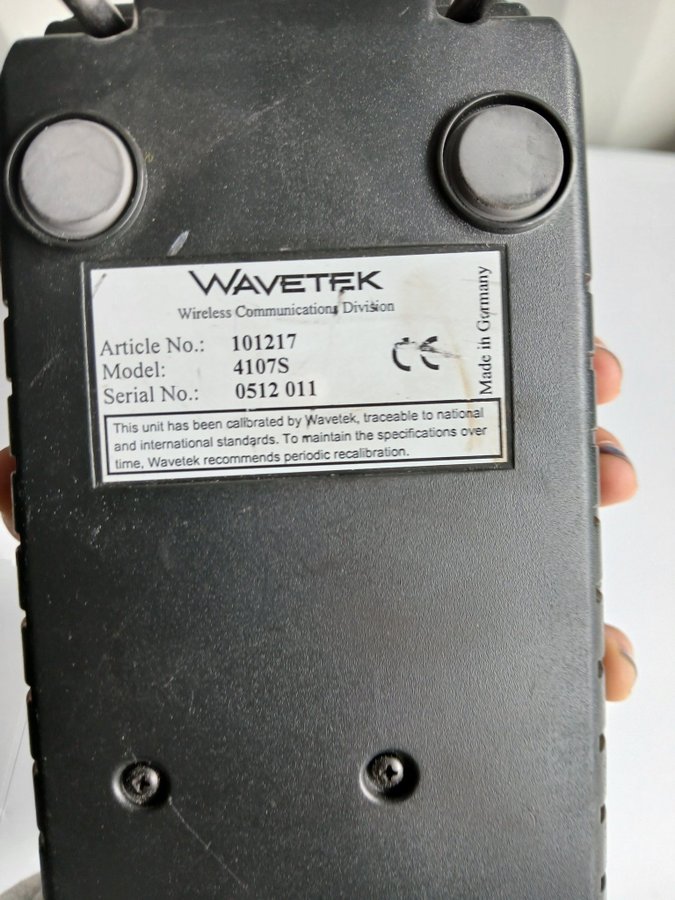 WAVETEK
Wireless Communications Division
Article No.: 101217
Model: 4107S
Serial No.: 0512 011
CE
Made in Germany
This unit has been calibrated by Wavetek, traceable to national
and international standards. To maintain the specifications over
time, Wavetek recommends periodic recalibration.